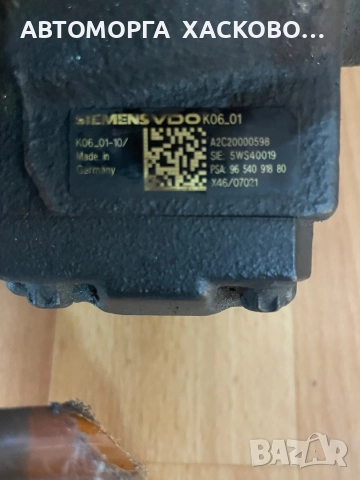 АВТОМОРГА ХАСКОВО...
SIEMENS VDO K06_01
K06_01-10/ A2C20000598
Made in SIE: 5WS40019
Germany PSA: 96 540 918 80
X46/07021
BAZAR